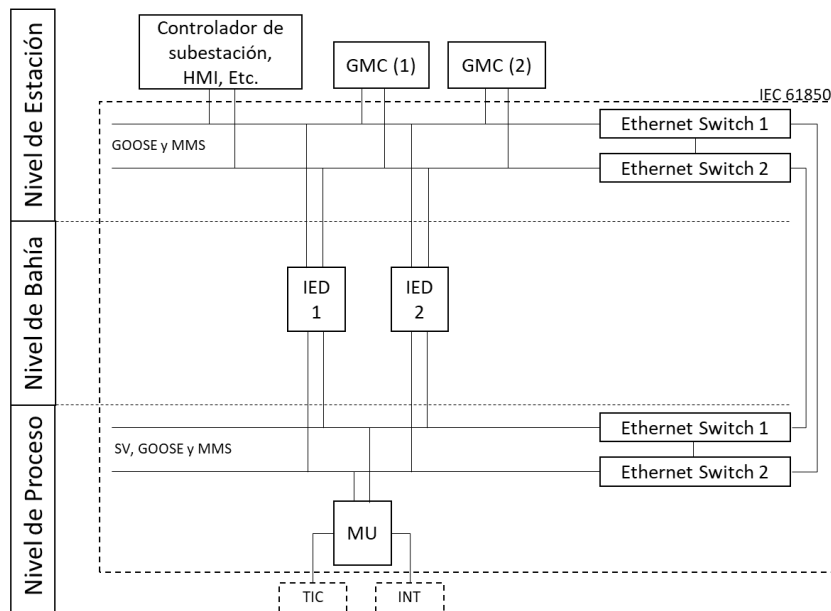 Nivel de Estación
Controlador de
subestación,
HMI, Etc.
GMC (1)
GMC (2)
IEC 61850
GOOSE y MMS
Ethernet Switch 1
Ethernet Switch 2
Nivel de Bahía
IED
1
IED
2
Nivel de Proceso
SV, GOOSE y MMS
Ethernet Switch 1
Ethernet Switch 2
MU
TIC
INT